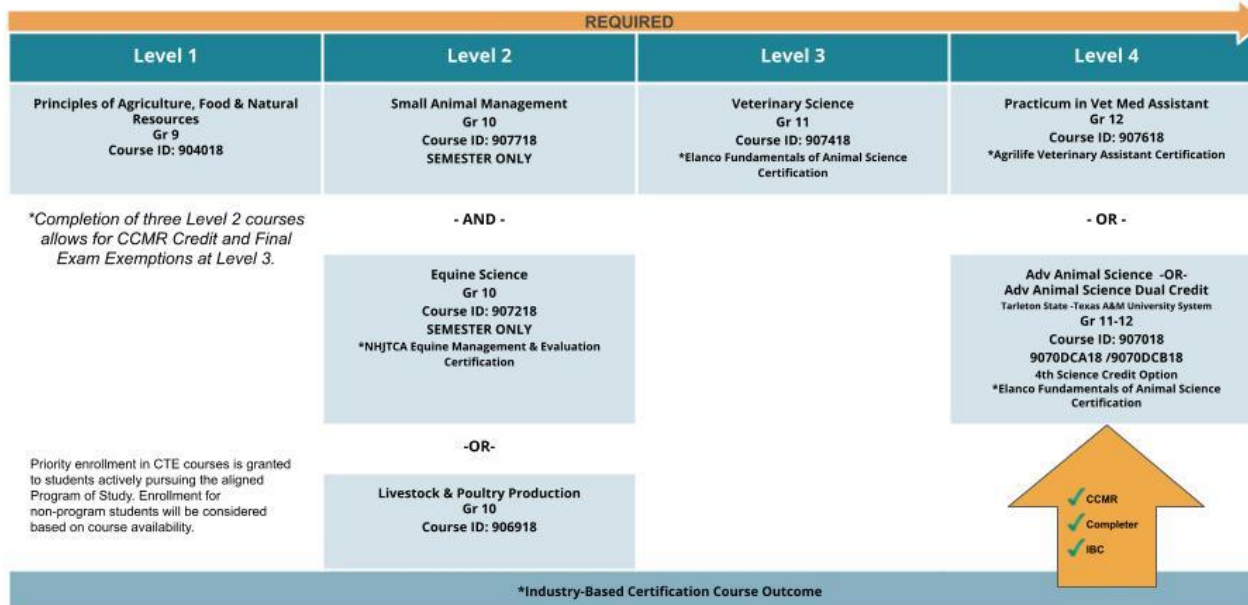 REQUIRED
Level 1
Level 2
Level 3
Level 4
Principles of Agriculture, Food & Natural
Resources
Gr 9
Course ID: 904018
Small Animal Management
Gr 10
Course ID: 907718
SEMESTER ONLY
Veterinary Science
Gr 11
Course ID: 907418
*Elanco Fundamentals of Animal Science
Certification
Practicum in Vet Med Assistant
Gr 12
Course ID: 907618
*Agrilife Veterinary Assistant Certification
*Completion of three Level 2 courses
allows for CCMR Credit and Final
Exam Exemptions at Level 3.
- AND -
- OR -
Equine Science
Gr 10
Course ID: 907218
SEMESTER ONLY
*NHJTCA Equine Management & Evaluation
Certification
Adv Animal Science -OR-
Adv Animal Science Dual Credit
Tarleton State -Texas A&M University System
Gr 11-12
Course ID: 907018
9070DCA18 /9070DCB18
4th Science Credit Option
*Elanco Fundamentals of Animal Science
Certification
-OR-
Priority enrollment in CTE courses is granted
to students actively pursuing the aligned
Program of Study. Enrollment for
non-program students will be considered
based on course availability.
Livestock & Poultry Production
Gr 10
Course ID: 906918
CCMR
Completer
IBC
*Industry-Based Certification Course Outcome